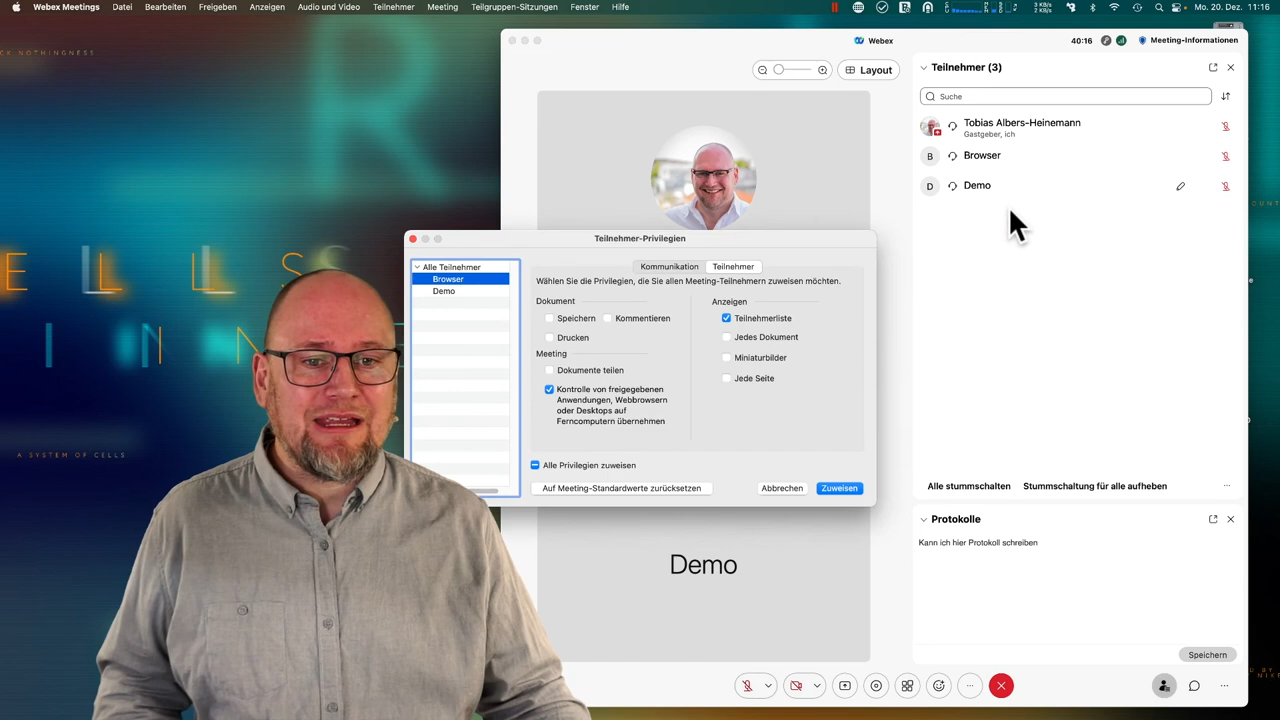 Webex Meetings Datei Bearbeiten Freigeben Anzeigen Audio und Video Teilnehmer Meeting Teilgruppen-Sitzungen Fenster Hilfe
Mo. 20. Dez. 11:16
CK NOTHINGNESS
ELLS
INN
A SYSTEM OF CELLS
Webex
40:16
Meeting-Informationen
Layout
Teilnehmer (3)
Suche
Tobias Albers-Heinemann
Gastgeber, ich
B
Browser
D
Demo
Alle stummschalten
Stummschaltung für alle aufheben
Protokolle
Kann ich hier Protokoll schreiben
Speichern
Teilnehmer-Privilegien
Alle Teilnehmer
Browser
Demo
Kommunikation
Teilnehmer
Wählen Sie die Privilegien, die Sie allen Meeting-Teilnehmern zuweisen möchten.
Dokument
Speichern
Kommentieren
Drucken
Meeting
Dokumente teilen
Kontrolle von freigegebenen
Anwendungen, Webbrowsern
oder Desktops auf
Ferncomputern übernehmen
Anzeigen
Teilnehmerliste
Jedes Dokument
Miniaturbilder
Jede Seite
Alle Privilegien zuweisen
Auf Meeting-Standardwerte zurücksetzen
Abbrechen
Zuweisen
Demo